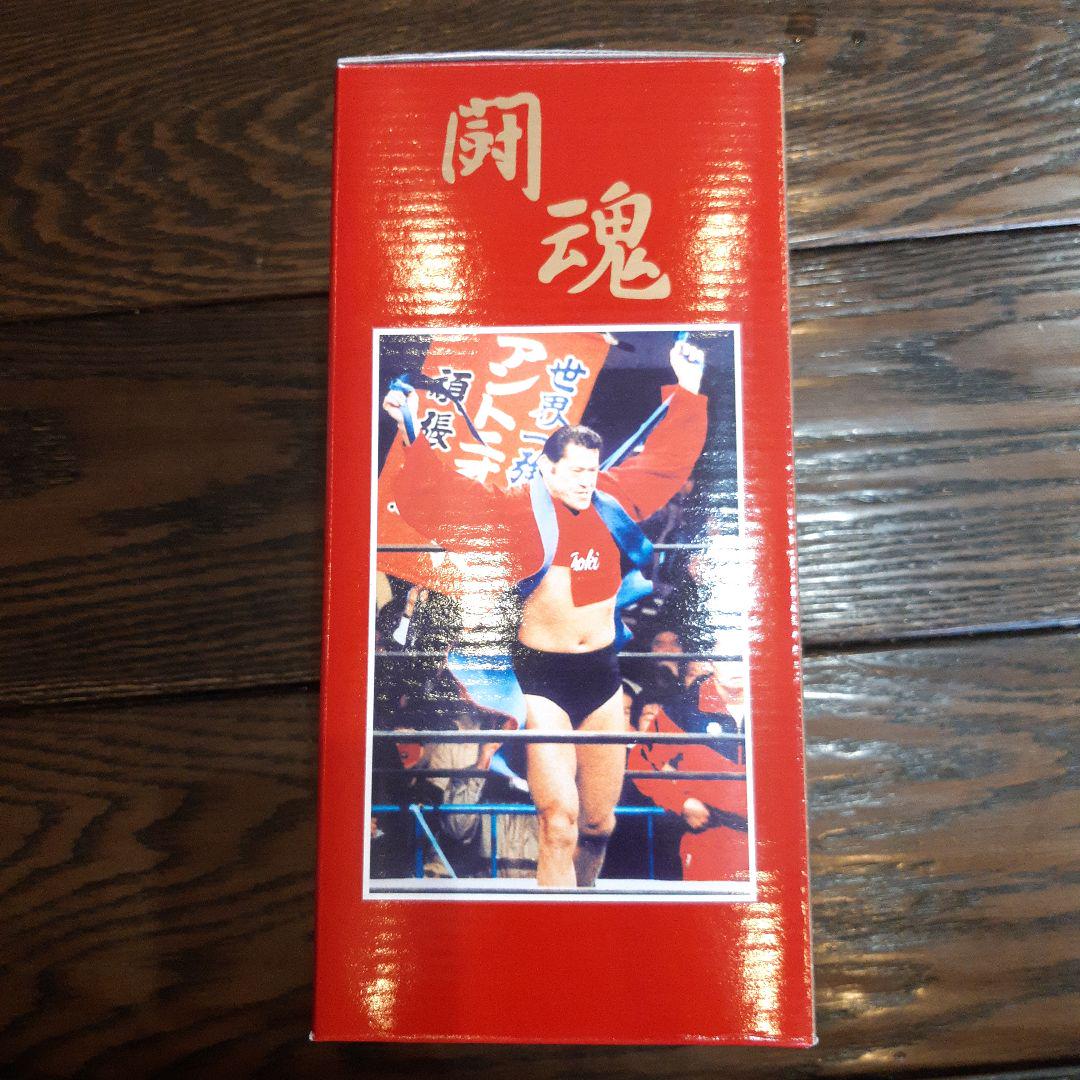 闘魂
世界一強
アントニオ
頑張
Inoki